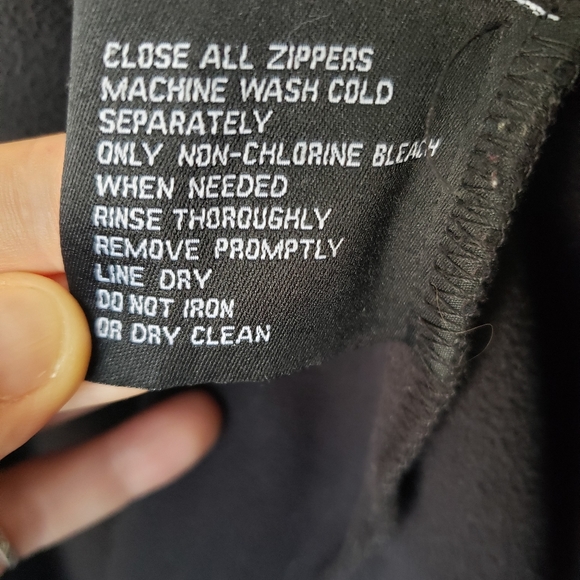 CLOSE ALL ZIPPERS
MACHINE WASH COLD
SEPARATELY
ONLY NON-CHLORINE BLEACH
WHEN NEEDED
RINSE THOROUGHLY
REMOVE PROMPTLY
LINE DRY
DO NOT IRON
OR DRY CLEAN